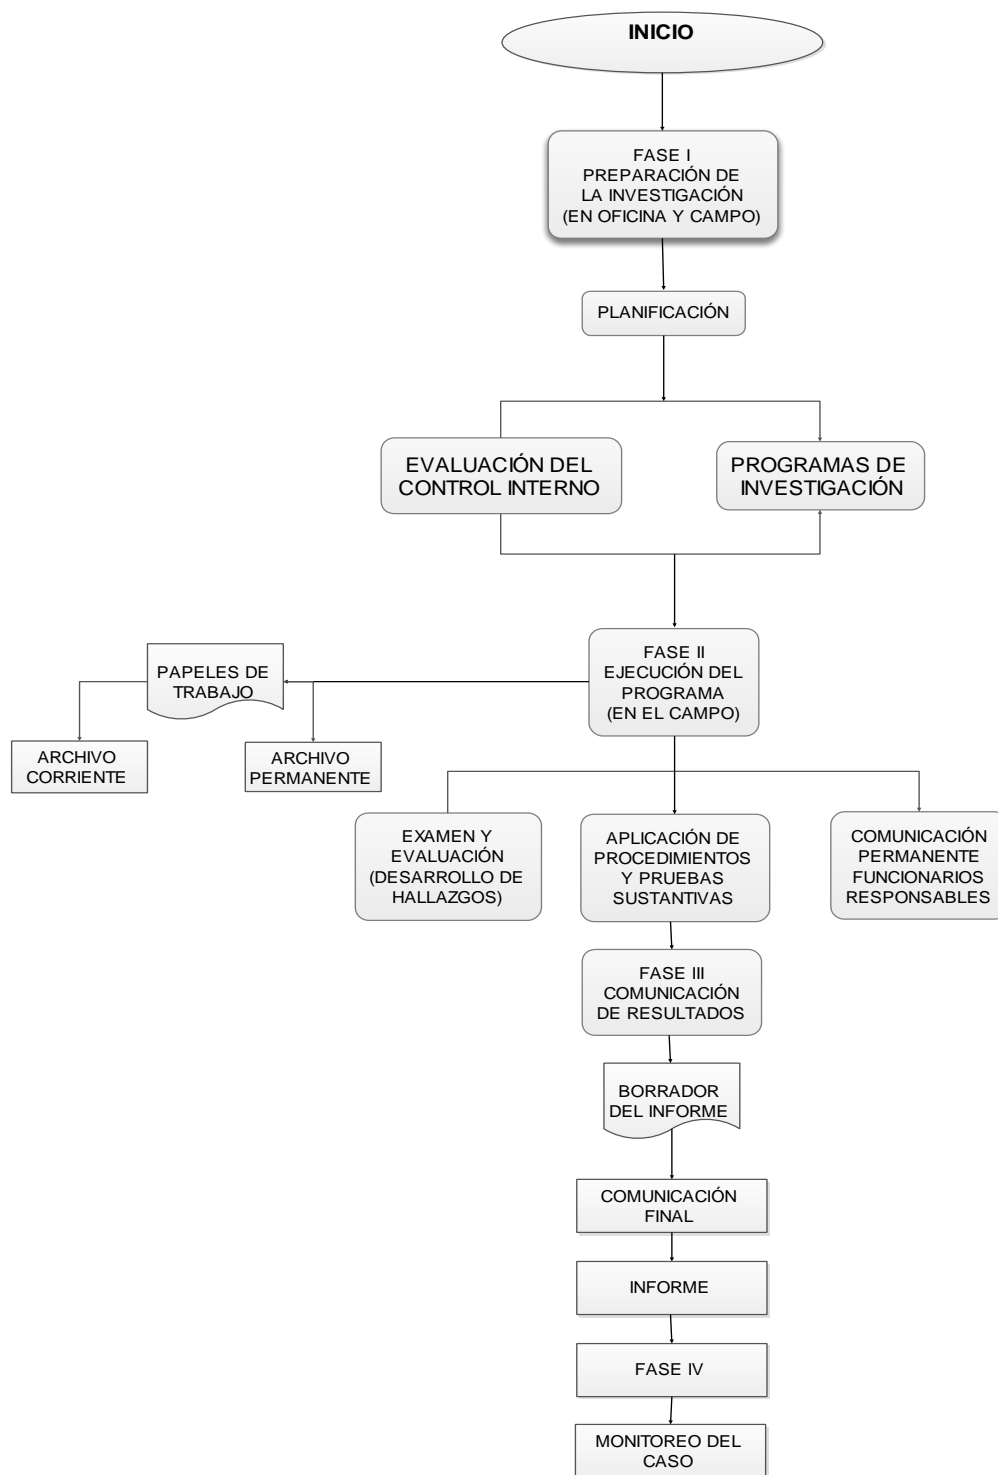 INICIO
FASE I
PREPARACIÓN DE
LA INVESTIGACIÓN
(EN OFICINA Y CAMPO)
PLANIFICACIÓN
EVALUACIÓN DEL
CONTROL INTERNO
PROGRAMAS DE
INVESTIGACIÓN
FASE II
EJECUCIÓN DEL
PROGRAMA
(EN EL CAMPO)
PAPELES DE
TRABAJO
ARCHIVO
CORRIENTE
ARCHIVO
PERMANENTE
EXAMEN Y
EVALUACIÓN
(DESARROLLO DE
HALLAZGOS)
APLICACIÓN DE
PROCEDIMIENTOS
Y PRUEBAS
SUSTANTIVAS
COMUNICACIÓN
PERMANENTE
FUNCIONARIOS
RESPONSABLES
FASE III
COMUNICACIÓN
DE RESULTADOS
BORRADOR
DEL INFORME
COMUNICACIÓN
FINAL
INFORME
FASE IV
MONITOREO DEL
CASO